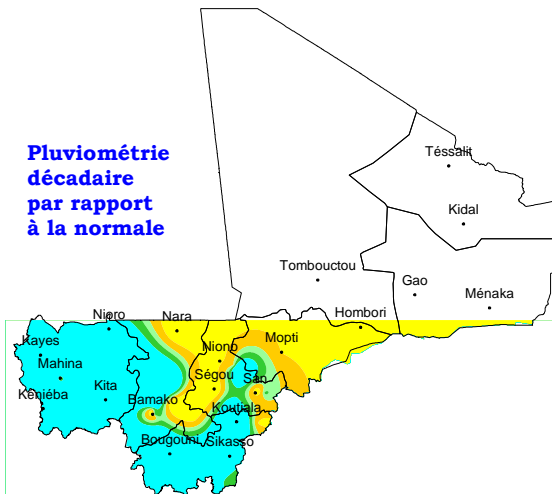 Pluviométrie
décadaire
par rapport
à la normale
Téssalit
Kidal
Tombouctou
Gao
Ménaka
Hombori
Nioro
Nara
Kayes
Niono
Mopti
Mahina
Kéniéba
Kita
Ségou
San
Bamako
Koutiala
Bougouni
Sikasso